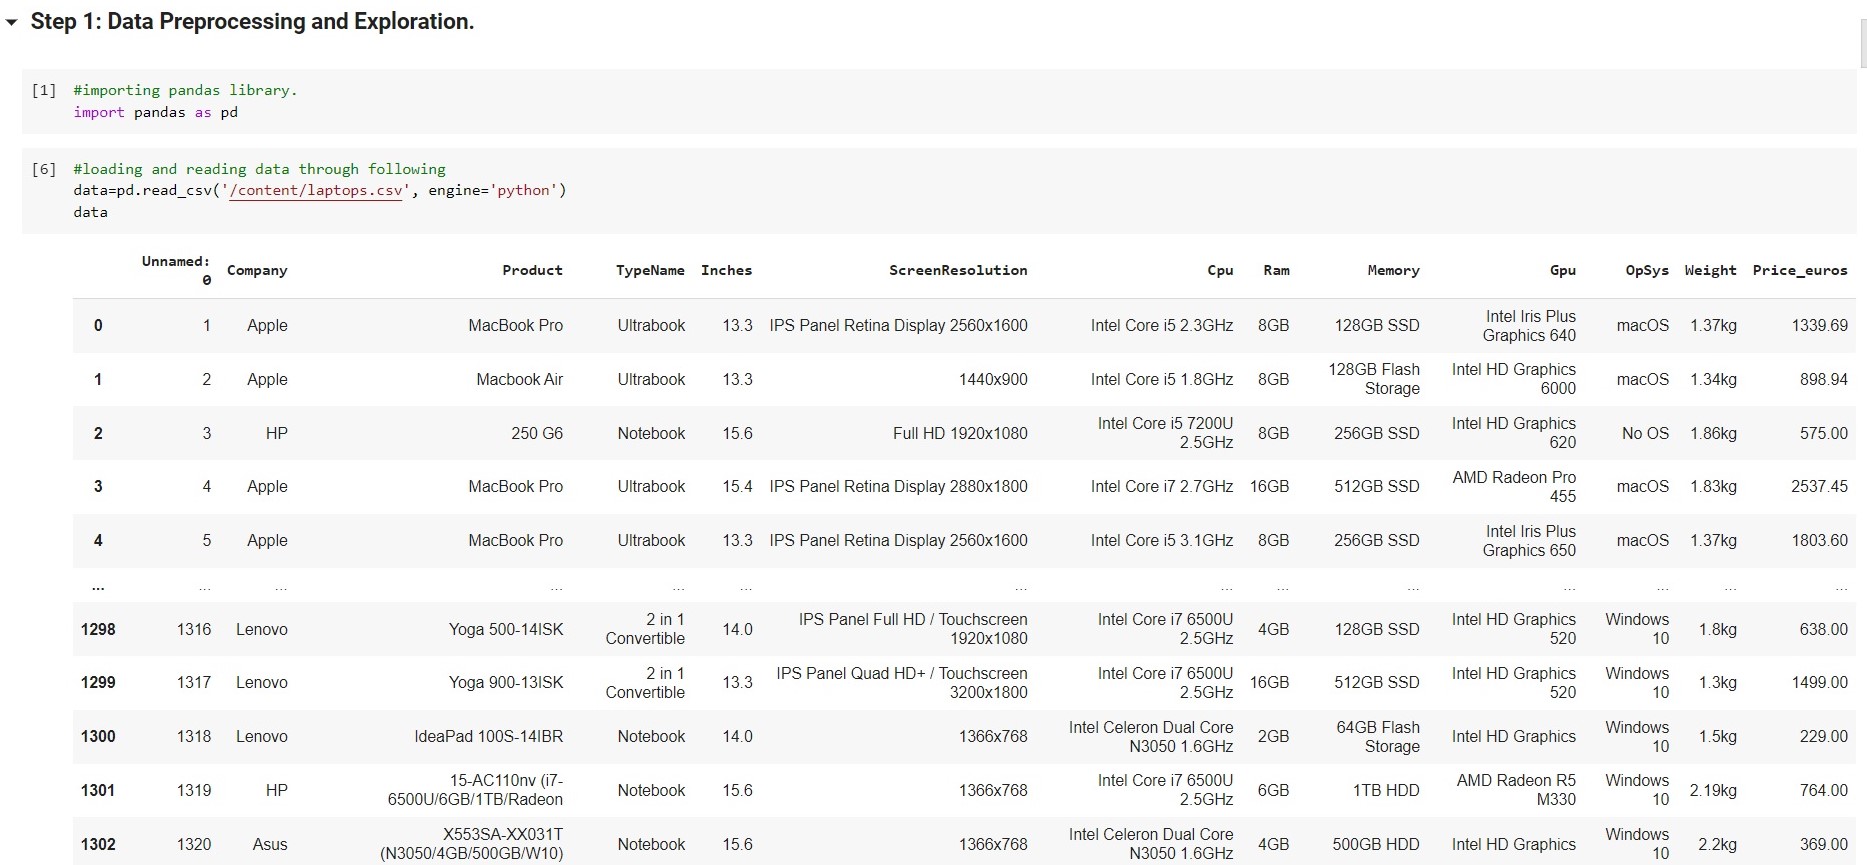 Step 1: Data Preprocessing and Exploration.
[1] #importing pandas library.
import pandas as pd
[6] #loading and reading data through following
data=pd.read_csv('/content/laptops.csv', engine='python')
data
Unnamed: 0 Company Product TypeName Inches ScreenResolution Cpu Ram Memory Gpu OpSys Weight Price_euros
0 1 Apple MacBook Pro Ultrabook 13.3 IPS Panel Retina Display 2560x1600 Intel Core i5 2.3GHz 8GB 128GB SSD Intel Iris Plus Graphics 640 macOS 1.37kg 1339.69
1 2 Apple Macbook Air Ultrabook 13.3 1440x900 Intel Core i5 1.8GHz 8GB 128GB Flash Storage Intel HD Graphics 6000 macOS 1.34kg 898.94
2 3 HP 250 G6 Notebook 15.6 Full HD 1920x1080 Intel Core i5 7200U 2.5GHz 8GB 256GB SSD Intel HD Graphics 620 No OS 1.86kg 575.00
3 4 Apple MacBook Pro Ultrabook 15.4 IPS Panel Retina Display 2880x1800 Intel Core i7 2.7GHz 16GB 512GB SSD AMD Radeon Pro 455 macOS 1.83kg 2537.45
4 5 Apple MacBook Pro Ultrabook 13.3 IPS Panel Retina Display 2560x1600 Intel Core i5 3.1GHz 8GB 256GB SSD Intel Iris Plus Graphics 650 macOS 1.37kg 1803.60
... ... ... ... ... ... ... ... ... ... ... ... ... ...
1298 1316 Lenovo Yoga 500-14ISK 2 in 1 Convertible 14.0 IPS Panel Full HD / Touchscreen 1920x1080 Intel Core i7 6500U 2.5GHz 4GB 128GB SSD Intel HD Graphics 520 Windows 10 1.8kg 638.00
1299 1317 Lenovo Yoga 900-13ISK 2 in 1 Convertible 13.3 IPS Panel Quad HD+ / Touchscreen 3200x1800 Intel Core i7 6500U 2.5GHz 16GB 512GB SSD Intel HD Graphics 520 Windows 10 1.3kg 1499.00
1300 1318 Lenovo IdeaPad 100S-14IBR Notebook 14.0 1366x768 Intel Celeron Dual Core N3050 1.6GHz 2GB 64GB Flash Storage Intel HD Graphics Windows 10 1.5kg 229.00
1301 1319 HP 15-AC110nv (i7-6500U/6GB/1TB/Radeon Notebook 15.6 1366x768 Intel Core i7 6500U 2.5GHz 6GB 1TB HDD AMD Radeon R5 M330 Windows 10 2.19kg 764.00
1302 1320 Asus X553SA-XX031T (N3050/4GB/500GB/W10) Notebook 15.6 1366x768 Intel Celeron Dual Core N3050 1.6GHz 4GB 500GB HDD Intel HD Graphics Windows 10 2.2kg 369.00